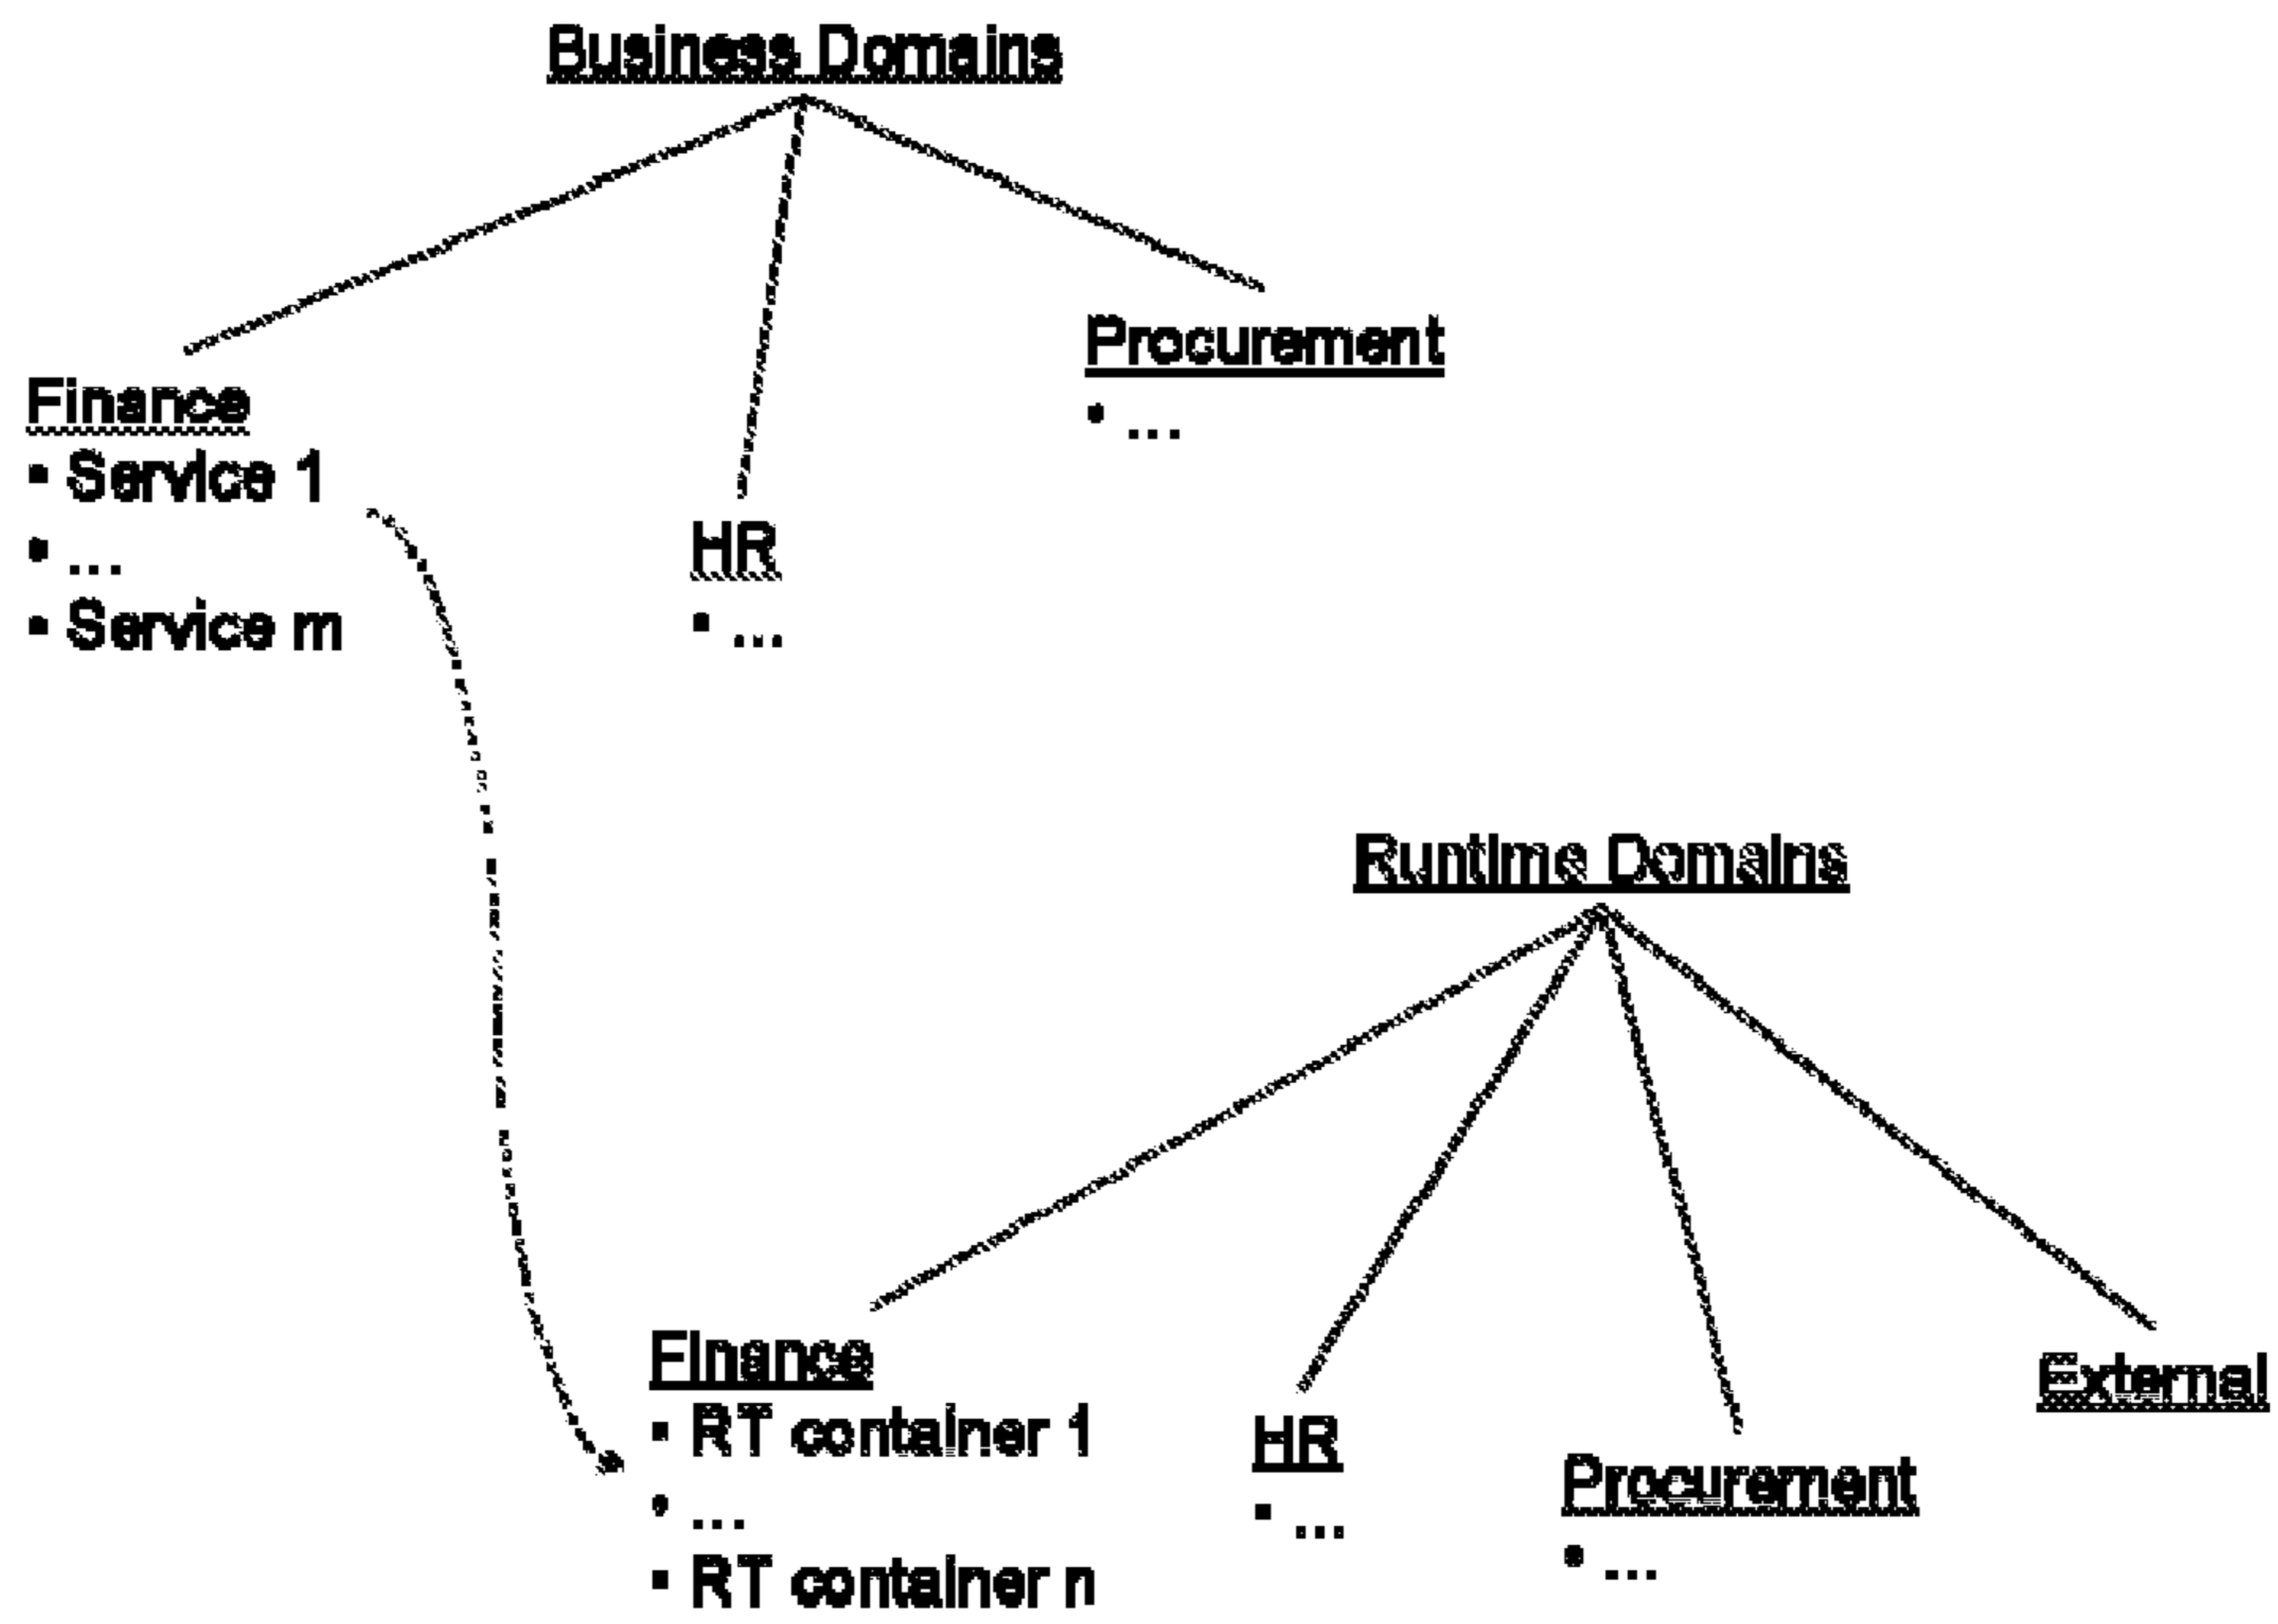 Business Domains
Finance
• Service 1
• ...
• Service m
HR
• ...
Procurement
• ...
Runtime Domains
Finance
• RT container 1
• ...
• RT container n
HR
• ...
Procurement
• ...
External